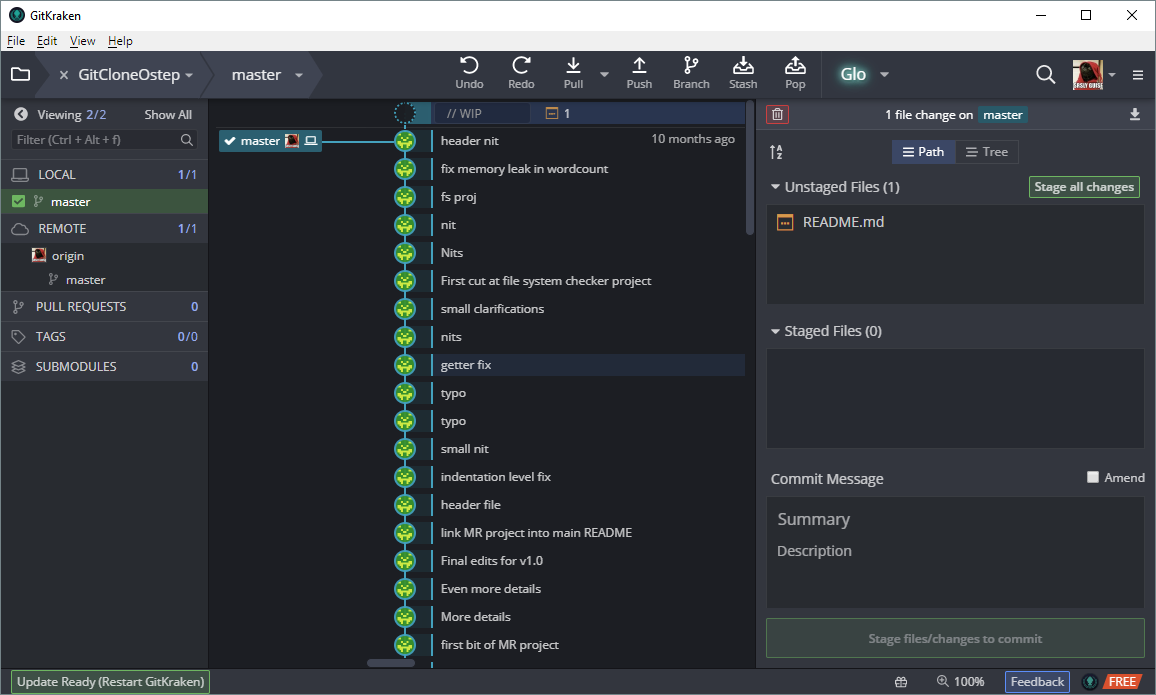 GitKraken
File Edit View Help
GitCloneOstep
master
Undo
Redo
Pull
Push
Branch
Stash
Pop
Glo
Viewing 2/2
Show All
Filter (Ctrl + Alt + f)
LOCAL
1/1
master
REMOTE
1/1
origin
master
PULL REQUESTS
0
TAGS
0/0
SUBMODULES
0
// WIP
1
master
header nit
10 months ago
fix memory leak in wordcount
fs proj
nit
Nits
First cut at file system checker project
small clarifications
nits
getter fix
typo
typo
small nit
indentation level fix
header file
link MR project into main README
Final edits for v1.0
Even more details
More details
first bit of MR project
1 file change on master
Path
Tree
Unstaged Files (1)
Stage all changes
README.md
Staged Files (0)
Commit Message
Amend
Summary
Description
Stage files/changes to commit
Update Ready (Restart GitKraken)
100%
Feedback
FREE